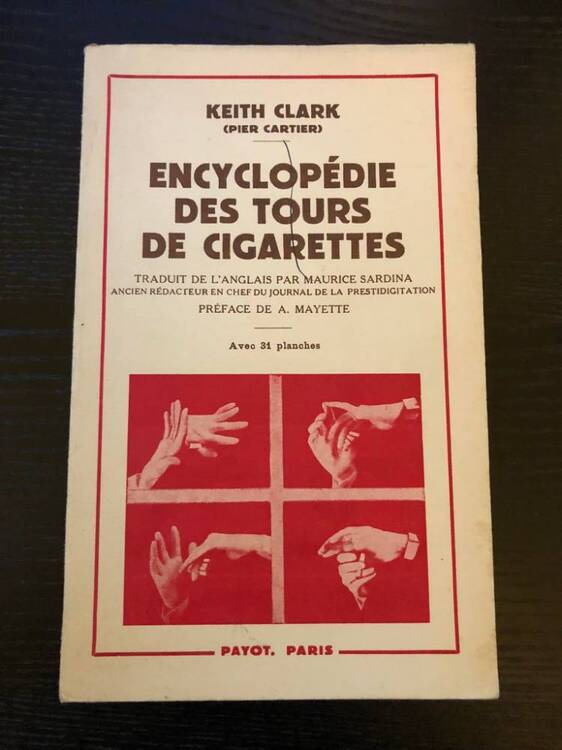 KEITH CLARK
(PIER CARTIER)
ENCYCLOPÉDIE
DES TOURS
DE CIGARETTES
TRADUIT DE L'ANGLAIS PAR MAURICE SARDINA
ANCIEN RÉDACTEUR EN CHEF DU JOURNAL DE LA PRESTIDIGITATION
PRÉFACE DE A. MAYETTE
Avec 31 planches
PAYOT, PARIS